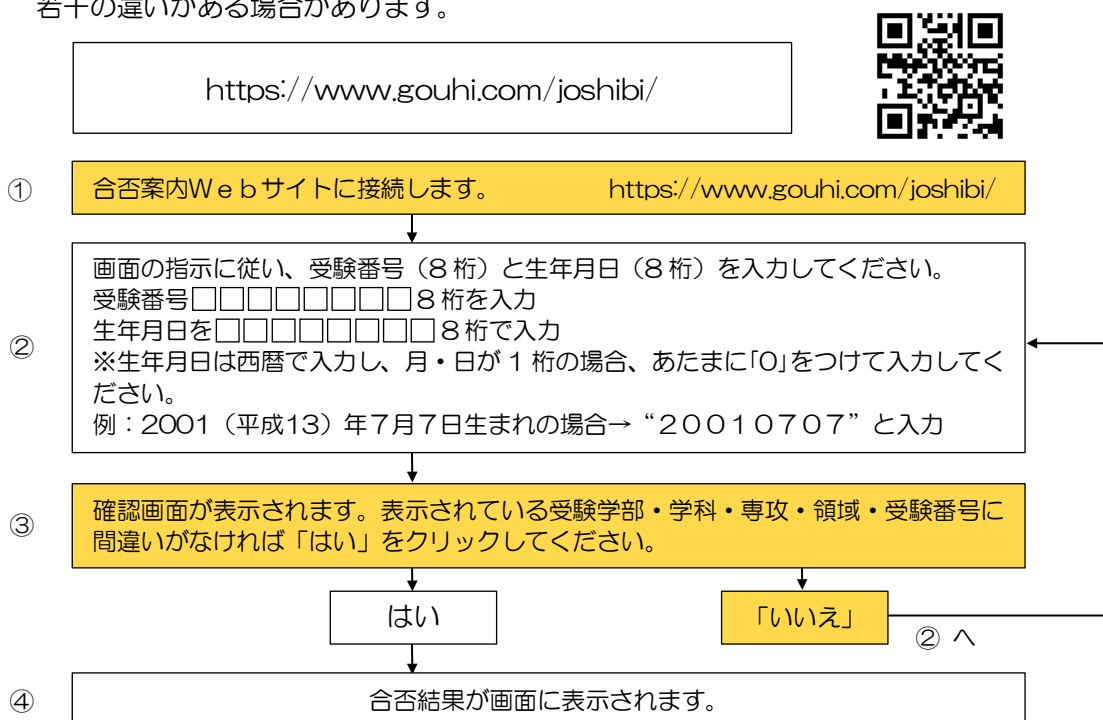 若干の違いがある場合があります。
https://www.gouhi.com/joshibi/
① 合否案内Ｗｅｂサイトに接続します。 https://www.gouhi.com/joshibi/
画面の指示に従い、受験番号（8 桁）と生年月日（8 桁）を入力してください。
受験番号□□□□□□□□8 桁を入力
生年月日を□□□□□□□□8 桁で入力
②
※生年月日は西暦で入力し、月・日が 1 桁の場合、あたまに｢0｣をつけて入力してく
ださい。
例：2001（平成13）年７月７日生まれの場合→“２００１０７０７”と入力
③
確認画面が表示されます。表示されている受験学部・学科・専攻・領域・受験番号に
間違いがなければ「はい」をクリックしてください。
はい 「いいえ」
② へ
④ 合否結果が画面に表示されます。